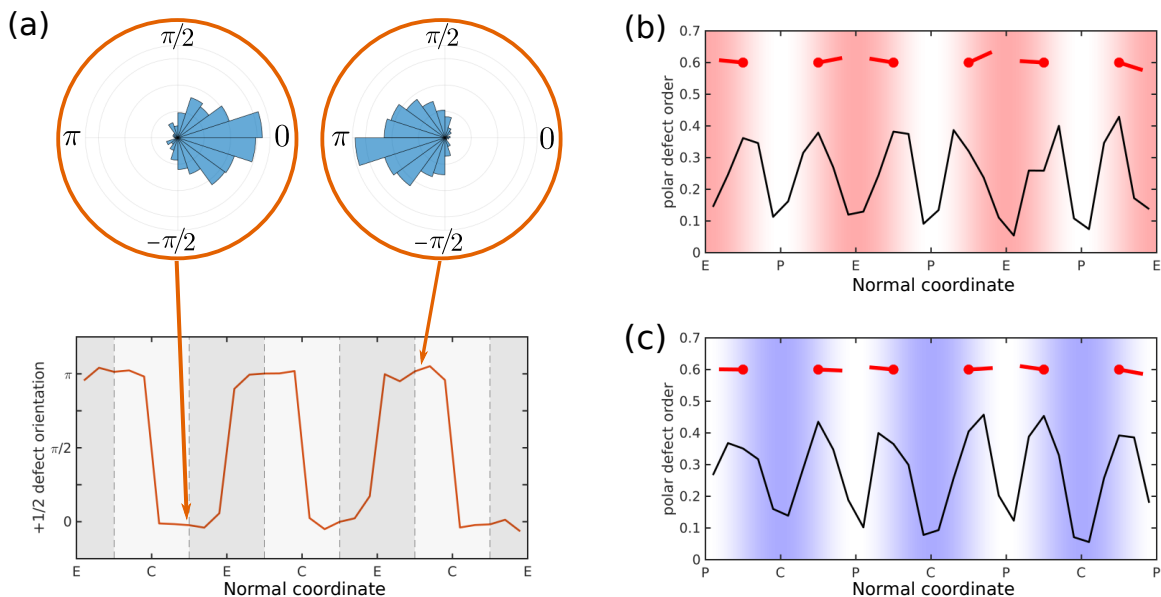 (a)
π/2
π
0
−π/2
π/2
π
0
−π/2
+1/2 defect orientation
π
π/2
0
E C E C E C E
Normal coordinate
(b)
polar defect order
0.7
0.6
0.5
0.4
0.3
0.2
0.1
0
E P E P E P E
Normal coordinate
(c)
polar defect order
0.7
0.6
0.5
0.4
0.3
0.2
0.1
0
P C P C P C P
Normal coordinate